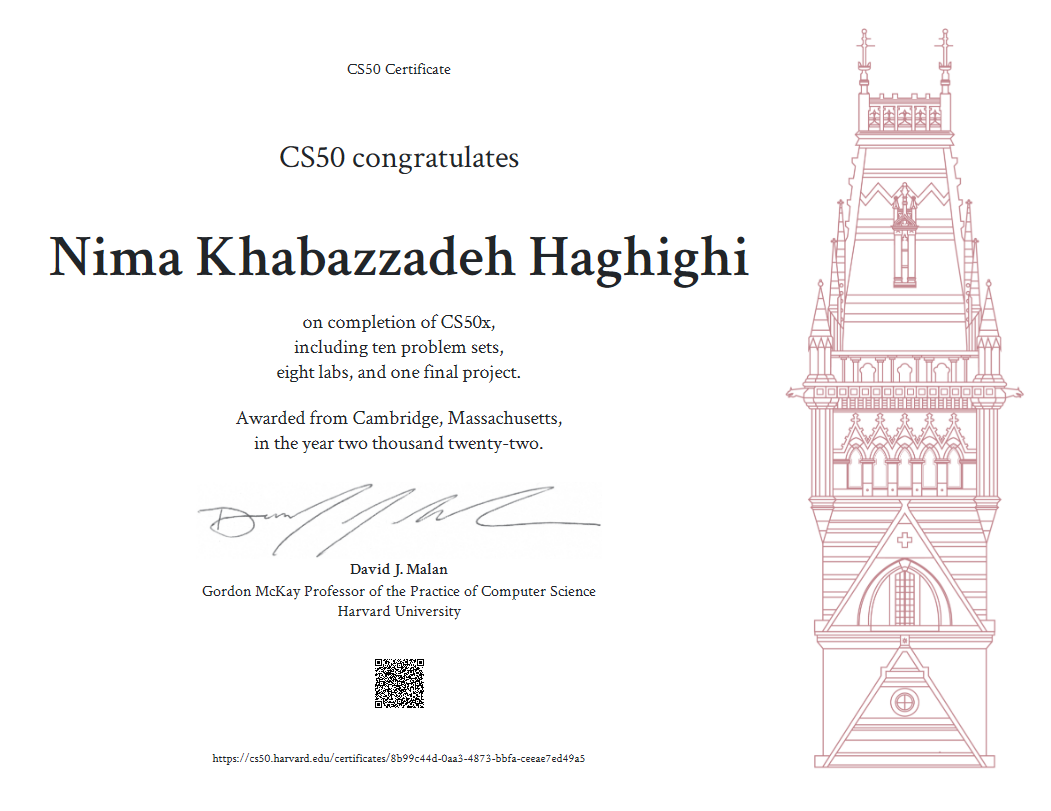 CS50 Certificate
CS50 congratulates
Nima Khabazzadeh Haghighi
on completion of CS50x,
including ten problem sets,
eight labs, and one final project.
Awarded from Cambridge, Massachusetts,
in the year two thousand twenty-two.
David J. Malan
Gordon McKay Professor of the Practice of Computer Science
Harvard University
https://cs50.harvard.edu/certificates/8b99c44d-0aa3-4873-bbfa-ceeae7ed49a5